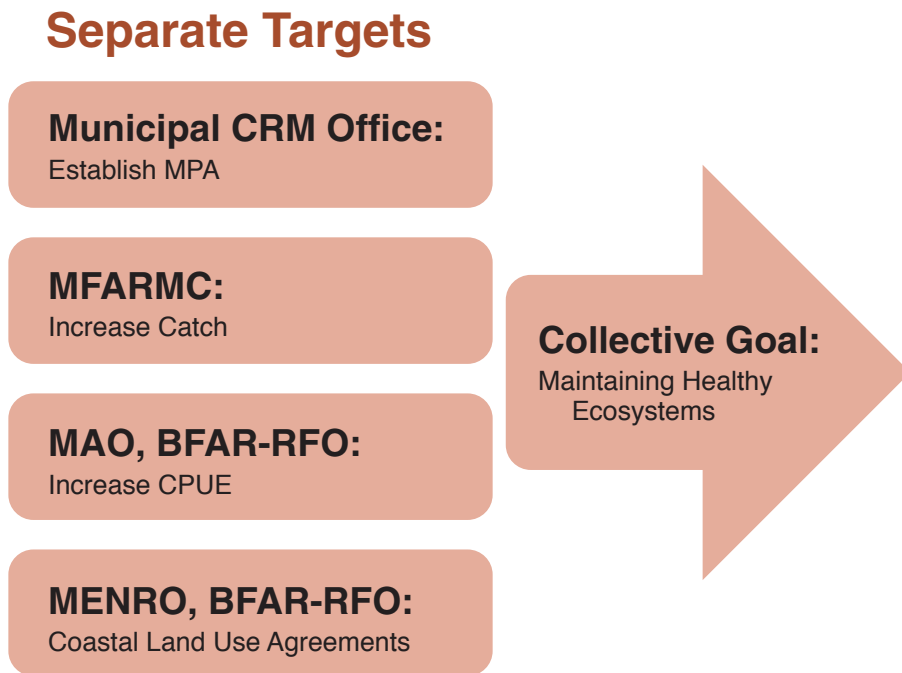 Separate Targets
Municipal CRM Office:
Establish MPA
MFARMC:
Increase Catch
MAO, BFAR-RFO:
Increase CPUE
MENRO, BFAR-RFO:
Coastal Land Use Agreements
Collective Goal:
Maintaining Healthy
Ecosystems